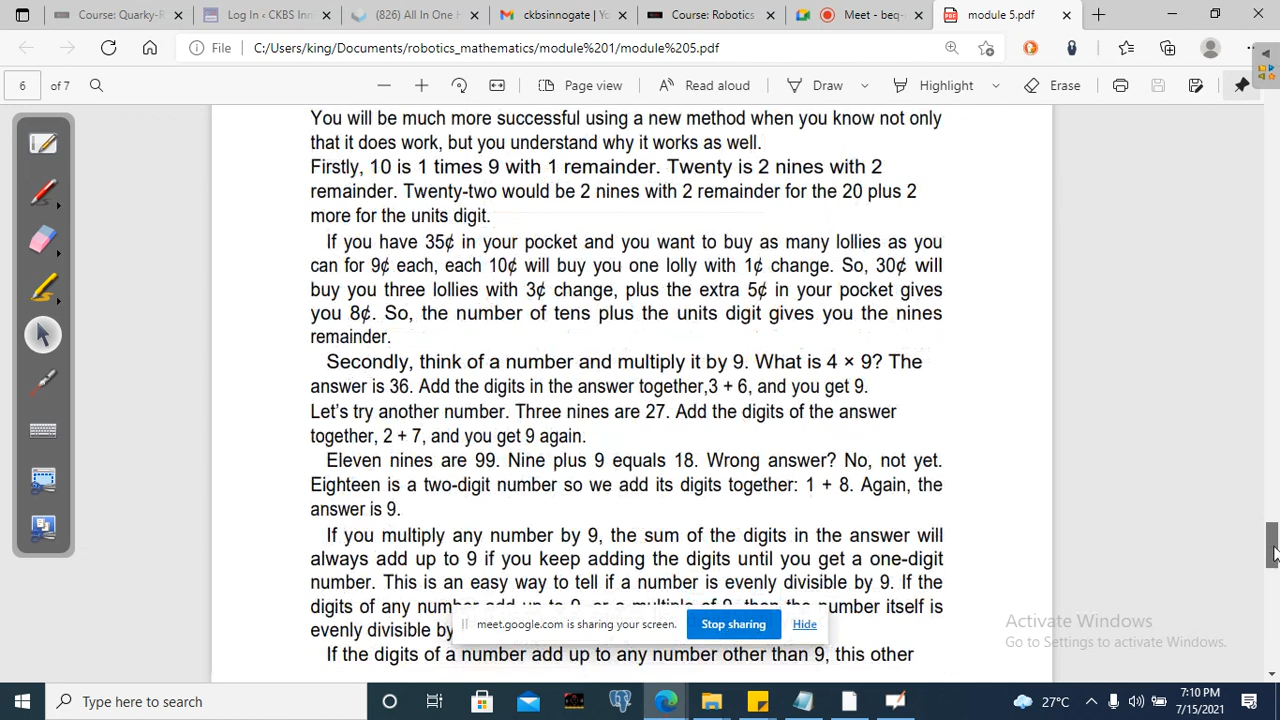 Course: Quarky-R
Log In ‹ CKBS Inn
(826) All In One H
ckbsinnogate | Yo
Course: Robotics
Meet - beq-
module 5.pdf
File
C:/Users/king/Documents/robotics_mathematics/module%201/module%205.pdf
6 of 7
Page view
Read aloud
Draw
Highlight
Erase
You will be much more successful using a new method when you know not only
that it does work, but you understand why it works as well.
Firstly, 10 is 1 times 9 with 1 remainder. Twenty is 2 nines with 2
remainder. Twenty-two would be 2 nines with 2 remainder for the 20 plus 2
more for the units digit.
If you have 35¢ in your pocket and you want to buy as many lollies as you
can for 9¢ each, each 10¢ will buy you one lolly with 1¢ change. So, 30¢ will
buy you three lollies with 3¢ change, plus the extra 5¢ in your pocket gives
you 8¢. So, the number of tens plus the units digit gives you the nines
remainder.
Secondly, think of a number and multiply it by 9. What is 4 × 9? The
answer is 36. Add the digits in the answer together,3 + 6, and you get 9.
Let’s try another number. Three nines are 27. Add the digits of the answer
together, 2 + 7, and you get 9 again.
Eleven nines are 99. Nine plus 9 equals 18. Wrong answer? No, not yet.
Eighteen is a two-digit number so we add its digits together: 1 + 8. Again, the
answer is 9.
If you multiply any number by 9, the sum of the digits in the answer will
always add up to 9 if you keep adding the digits until you get a one-digit
number. This is an easy way to tell if a number is evenly divisible by 9. If the
digits of any number add up to 9, or a multiple of 9, then the number itself is
evenly divisible by
If the digits of a number add up to any number other than 9, this other
meet.google.com is sharing your screen.
Stop sharing
Hide
Activate Windows
Go to Settings to activate Windows.
Type here to search
27°C
7:10 PM
7/15/2021